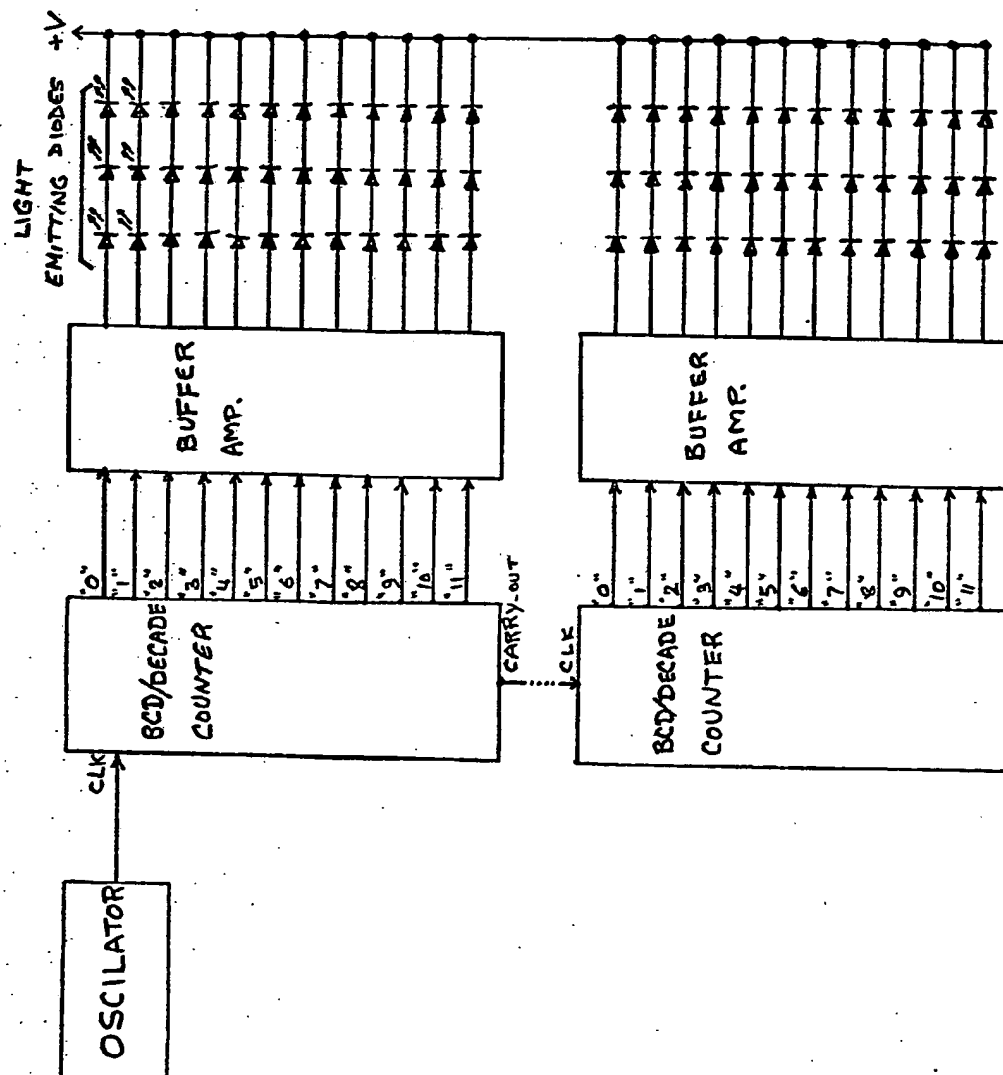 LIGHT
EMITTING DIODES +V
BUFFER
AMP.
BUFFER
AMP.
"0"
"1"
"2"
"3"
"4"
"5"
"6"
"7"
"8"
"9"
"10"
"11"
"0"
"1"
"2"
"3"
"4"
"5"
"6"
"7"
"8"
"9"
"10"
"11"
CLK
BCD/DECADE
COUNTER
CARRY-OUT
CLK
BCD/DECADE
COUNTER
OSCILATOR